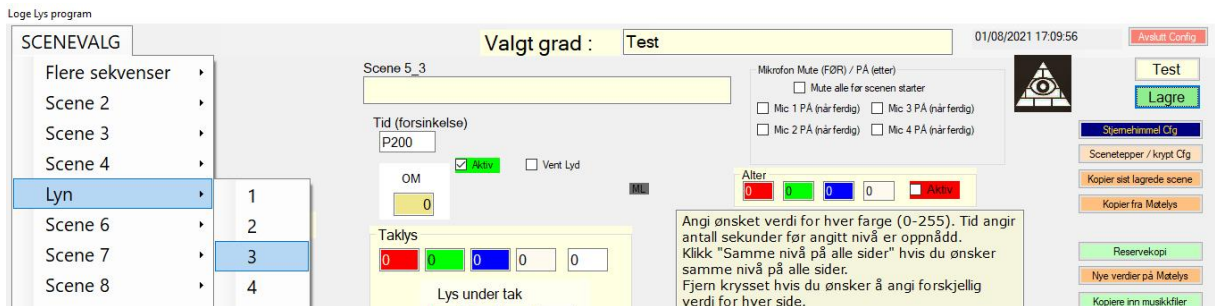 Loge Lys program
SCENEVALG
Valgt grad :
Test
01/08/2021 17:09:56
Avslutt Config
Flere sekvenser
Scene 2
Scene 3
Scene 4
Lyn
Scene 6
Scene 7
Scene 8
1
2
3
4
Scene 5_3
Tid (forsinkelse)
P200
Aktiv
Vent Lyd
OM
0
ML
Taklys
0 0 0 0 0
Lys under tak
Mikrofon Mute (FØR) / PÅ (etter)
Mute alle før scenen starter
Mic 1 PÅ (når ferdig) Mic 3 PÅ (når ferdig)
Mic 2 PÅ (når ferdig) Mic 4 PÅ (når ferdig)
Alter
0 0 0 0 Aktiv
Angi ønsket verdi for hver farge (0-255). Tid angir
antall sekunder før angitt nivå er oppnådd.
Klikk "Samme nivå på alle sider" hvis du ønsker
samme nivå på alle sider.
Fjern krysset hvis du ønsker å angi forskjellig
verdi for hver side.
Test
Lagre
Stjernehimmel Cfg
Scenetepper / krypt Cfg
Kopier sist lagrede scene
Kopier fra Møtelys
Reservekopi
Nye verdier på Møtelys
Kopiere inn musikkfiler